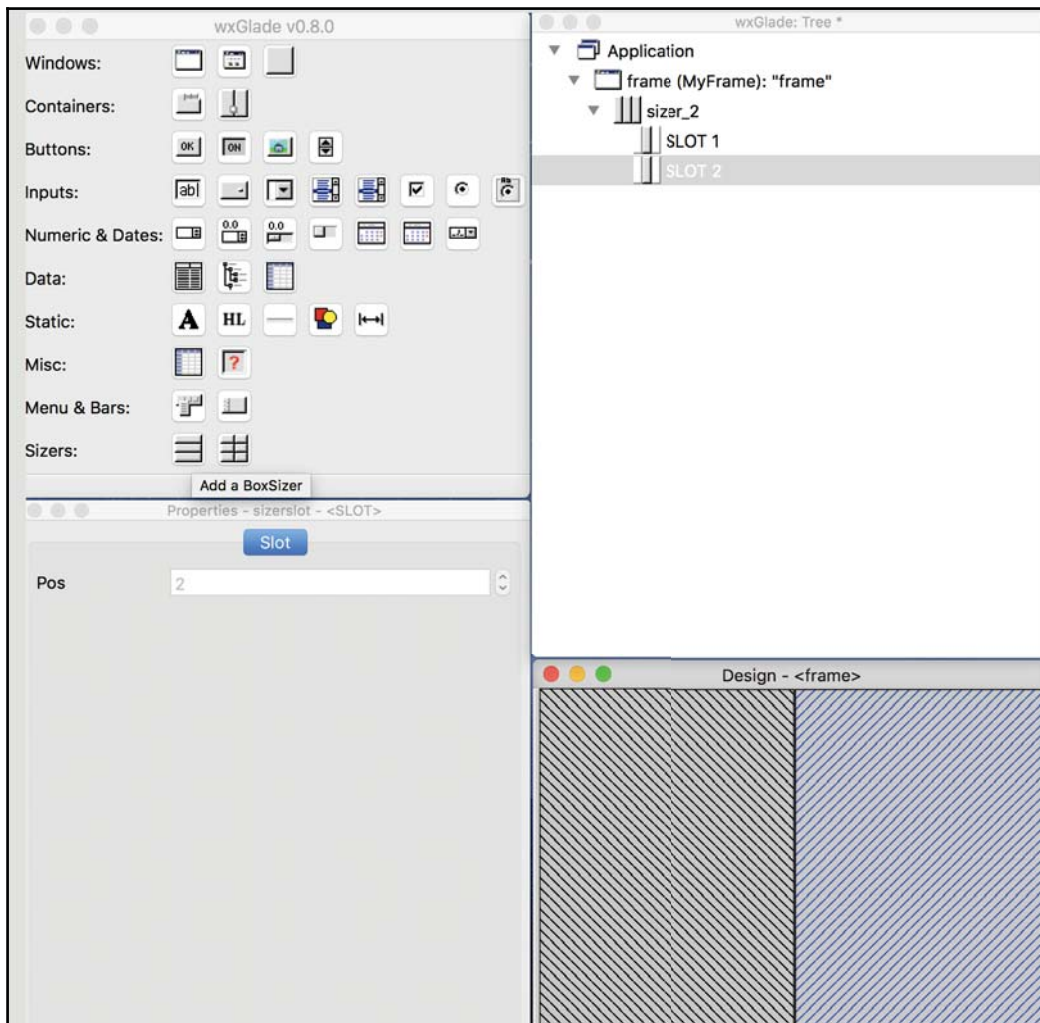 wxGlade v0.8.0
Windows:
Containers:
Buttons:
OK ON
Inputs:
ab|
Numeric & Dates:
0.0 0.0
Data:
Static:
A HL
Misc:
?
Menu & Bars:
Sizers:
Add a BoxSizer
Properties - sizerslot - <SLOT>
Slot
Pos 2
wxGlade: Tree *
Application
frame (MyFrame): "frame"
sizer_2
SLOT 1
SLOT 2
Design - <frame>